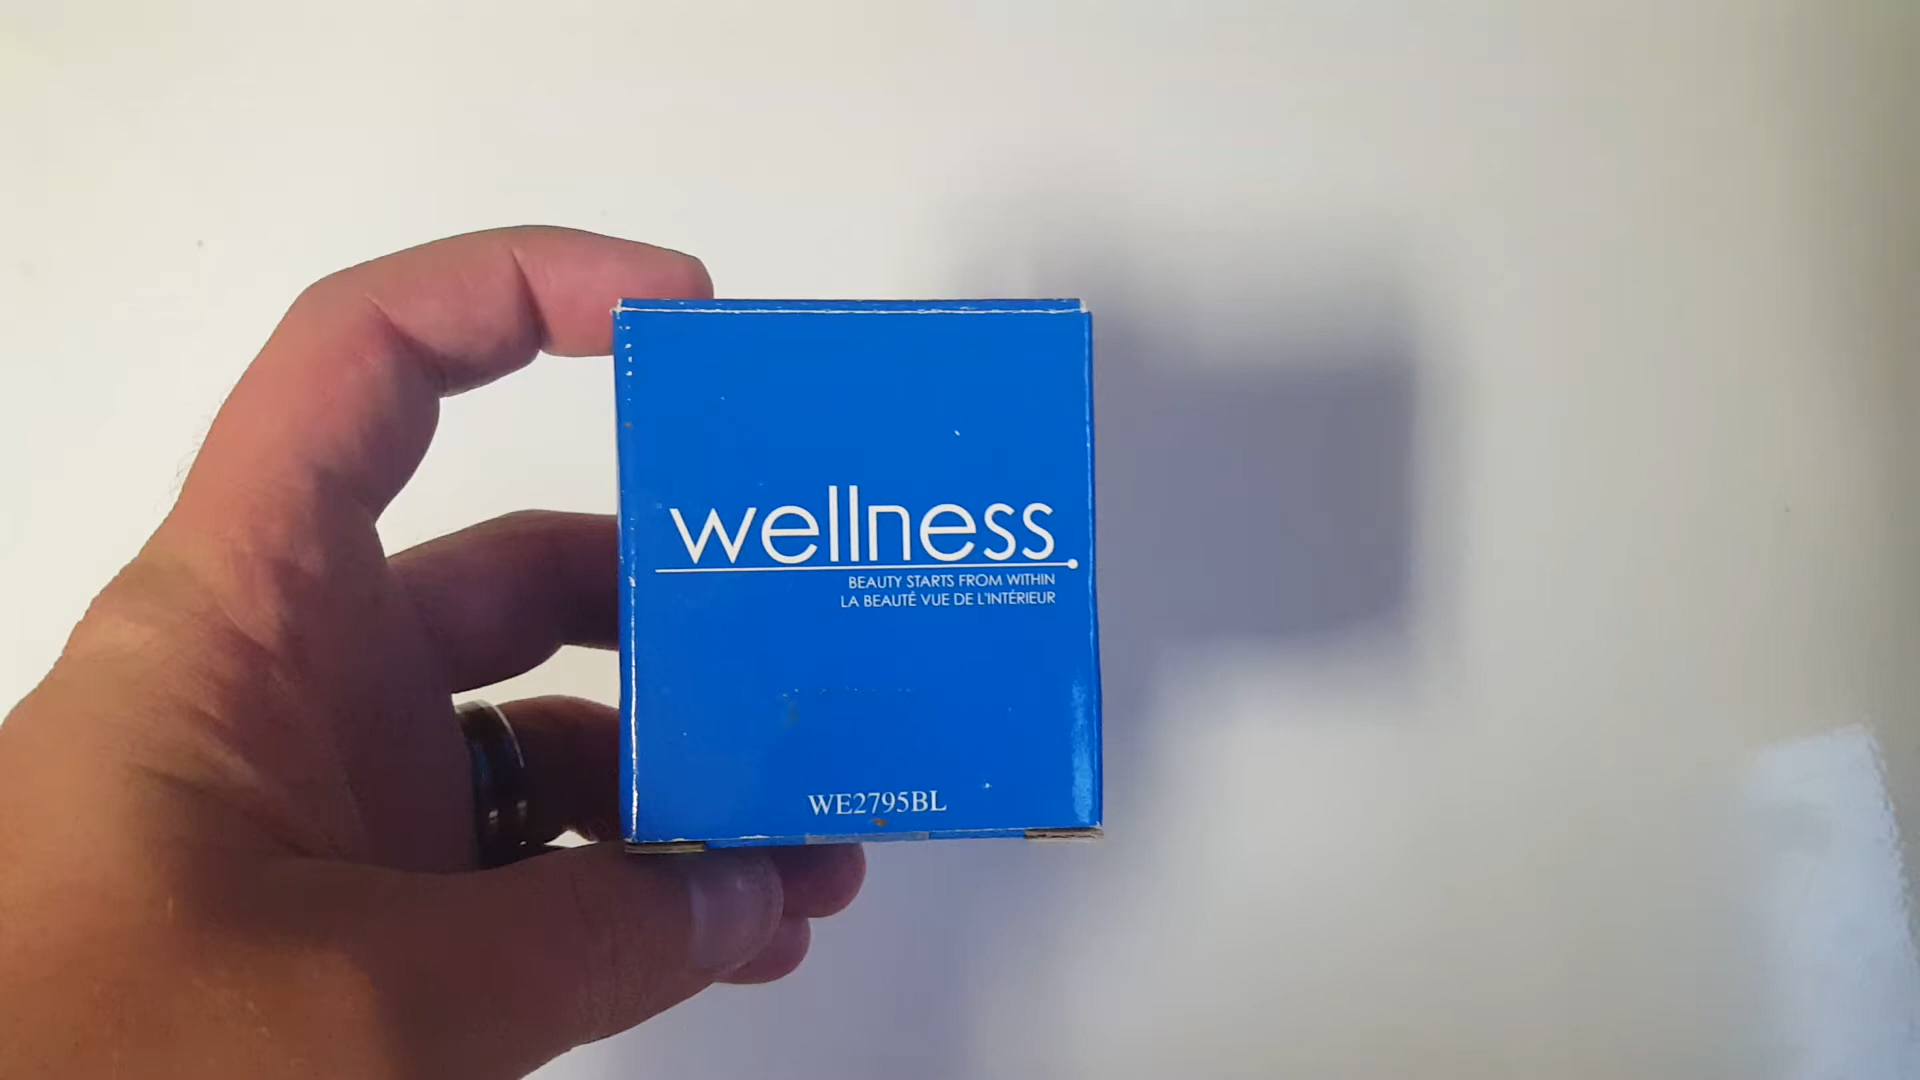 wellness
BEAUTY STARTS FROM WITHIN
LA BEAUTÉ VUE DE L'INTÉRIEUR
WE2795BL